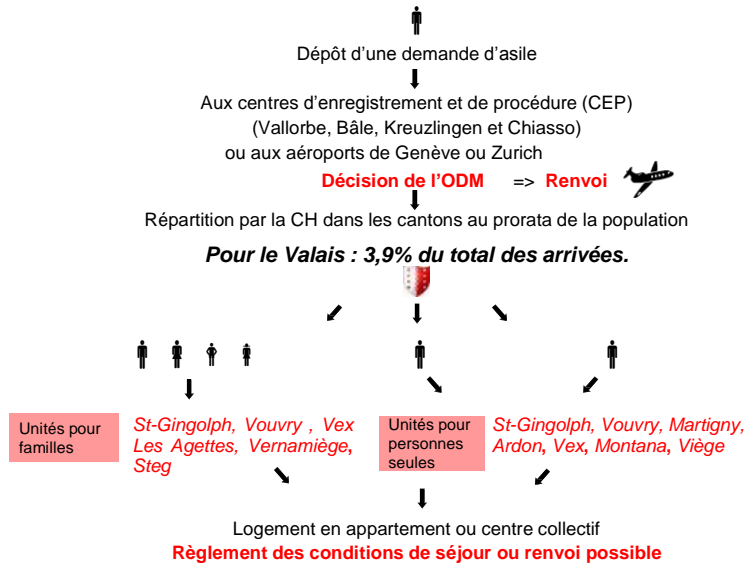 Dépôt d'une demande d'asile
Aux centres d'enregistrement et de procédure (CEP)
(Vallorbe, Bâle, Kreuzlingen et Chiasso)
ou aux aéroports de Genève ou Zurich
Décision de l'ODM => Renvoi
Répartition par la CH dans les cantons au prorata de la population
Pour le Valais : 3,9% du total des arrivées.
Unités pour
familles
St-Gingolph, Vouvry , Vex
Les Agettes, Vernamiège,
Steg
Unités pour
personnes
seules
St-Gingolph, Vouvry, Martigny,
Ardon, Vex, Montana, Viège
Logement en appartement ou centre collectif
Règlement des conditions de séjour ou renvoi possible